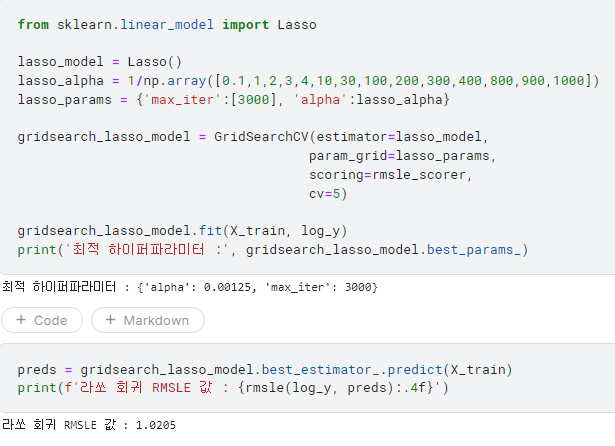 from sklearn.linear_model import Lasso
lasso_model = Lasso()
lasso_alpha = 1/np.array([0.1,1,2,3,4,10,30,100,200,300,400,800,900,1000])
lasso_params = {'max_iter':[3000], 'alpha':lasso_alpha}
gridsearch_lasso_model = GridSearchCV(estimator=lasso_model,
param_grid=lasso_params,
scoring=rmsle_scorer,
cv=5)
gridsearch_lasso_model.fit(X_train, log_y)
print('최적 하이퍼파라미터 :', gridsearch_lasso_model.best_params_)
최적 하이퍼파라미터 : {'alpha': 0.00125, 'max_iter': 3000}
+ Code + Markdown
preds = gridsearch_lasso_model.best_estimator_.predict(X_train)
print(f'라쏘 회귀 RMSLE 값 : {rmsle(log_y, preds):.4f}')
라쏘 회귀 RMSLE 값 : 1.0205